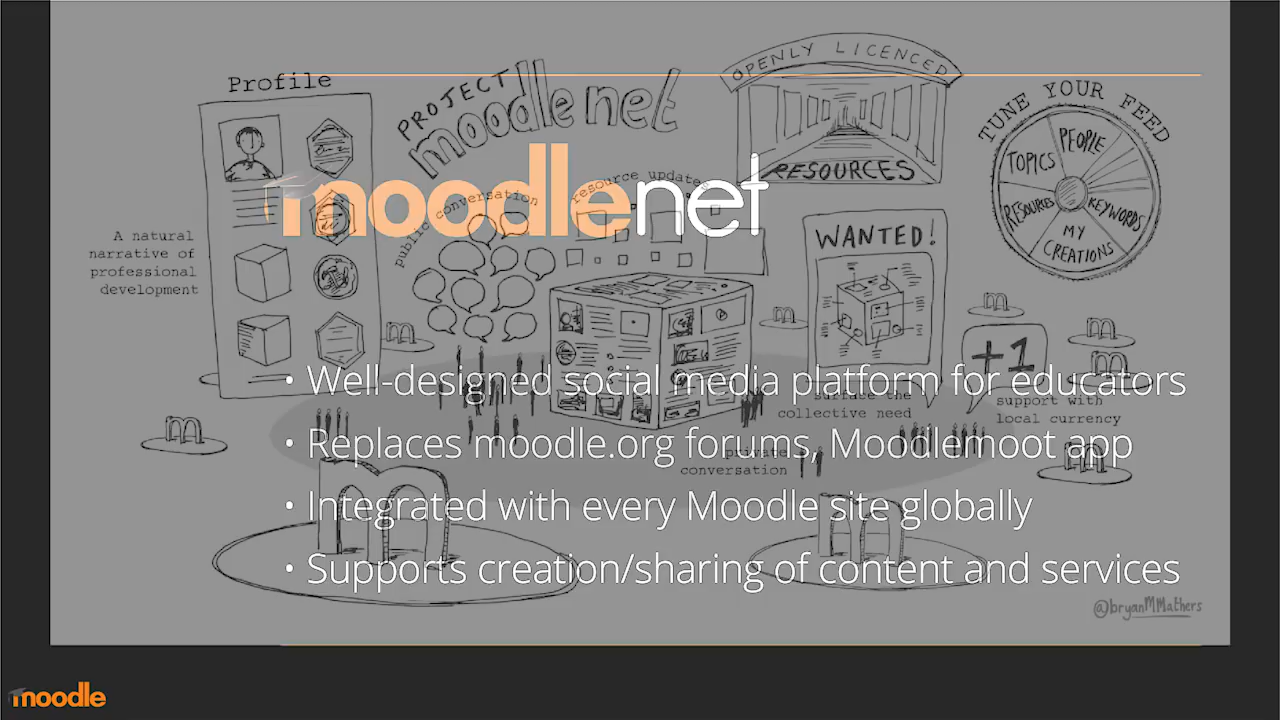 Profile
PROJECT
moodle net
OPENLY LICENCED
RESOURCES
TUNE YOUR FEED
PEOPLE
TOPICS
RESOURCES
KEYWORDS
MY
CREATIONS
moodlenet
public conversation
resource updates
A natural
narrative of
professional
development
WANTED!
+1
• Well-designed social media platform for educators
surface the
collective need
support with
local currency
• Replaces moodle.org forums, Moodlemoot app
private
conversation
• Integrated with every Moodle site globally
• Supports creation/sharing of content and services
@bryanMMathers
moodle